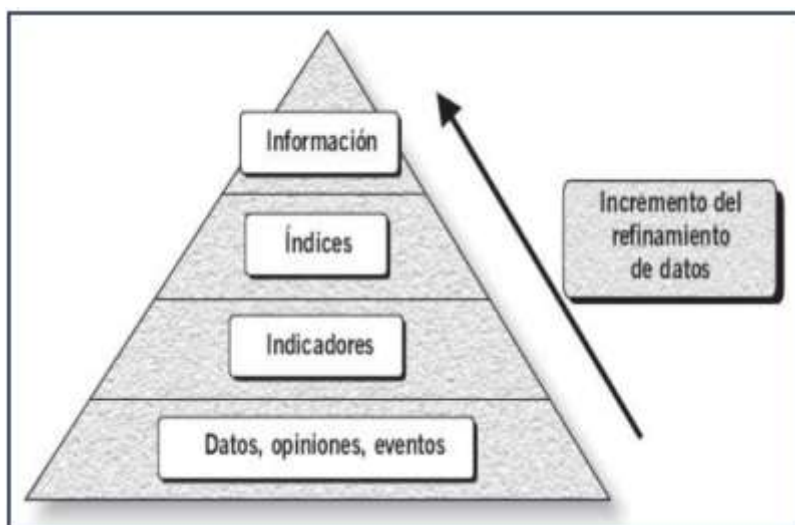 Información
Índices
Indicadores
Datos, opiniones, eventos
Incremento del
refinamiento
de datos